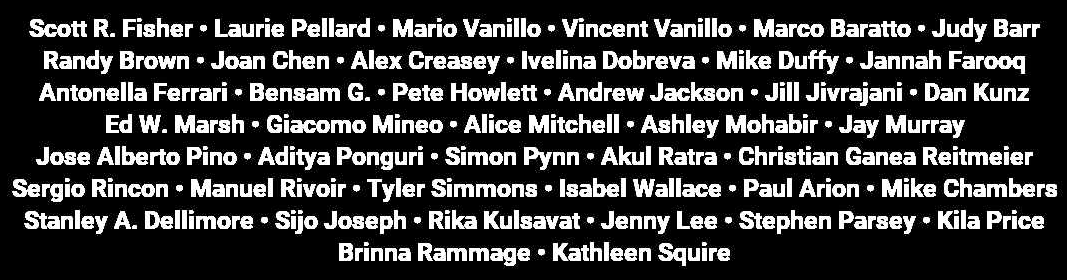 Scott R. Fisher • Laurie Pellard • Mario Vanillo • Vincent Vanillo • Marco Baratto • Judy Barr
Randy Brown • Joan Chen • Alex Creasey • Ivelina Dobreva • Mike Duffy • Jannah Farooq
Antonella Ferrari • Bensam G. • Pete Howlett • Andrew Jackson • Jill Jivrajani • Dan Kunz
Ed W. Marsh • Giacomo Mineo • Alice Mitchell • Ashley Mohabir • Jay Murray
Jose Alberto Pino • Aditya Ponguri • Simon Pynn • Akul Ratra • Christian Ganea Reitmeier
Sergio Rincon • Manuel Rivoir • Tyler Simmons • Isabel Wallace • Paul Arion • Mike Chambers
Stanley A. Dellimore • Sijo Joseph • Rika Kulsavat • Jenny Lee • Stephen Parsey • Kila Price
Brinna Rammage • Kathleen Squire